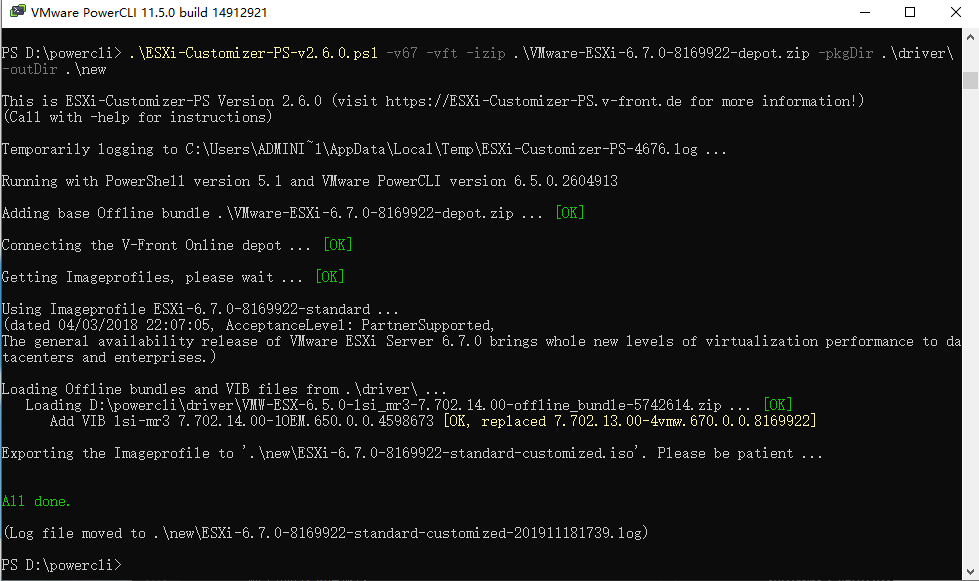 VMware PowerCLI 11.5.0 build 14912921
PS D:\powercli> .\ESXi-Customizer-PS-v2.6.0.ps1 -v67 -vft -izip .\VMware-ESXi-6.7.0-8169922-depot.zip -pkgDir .\driver\
-outDir .\new
This is ESXi-Customizer-PS Version 2.6.0 (visit https://ESXi-Customizer-PS.v-front.de for more information!)
(Call with -help for instructions)
Temporarily logging to C:\Users\ADMINI~1\AppData\Local\Temp\ESXi-Customizer-PS-4676.log ...
Running with PowerShell version 5.1 and VMware PowerCLI version 6.5.0.2604913
Adding base Offline bundle .\VMware-ESXi-6.7.0-8169922-depot.zip ... [OK]
Connecting the V-Front Online depot ... [OK]
Getting Imageprofiles, please wait ... [OK]
Using Imageprofile ESXi-6.7.0-8169922-standard ...
(dated 04/03/2018 22:07:05, AcceptanceLevel: PartnerSupported,
The general availability release of VMware ESXi Server 6.7.0 brings whole new levels of virtualization performance to da
tacenters and enterprises.)
Loading Offline bundles and VIB files from .\driver\ ...
Loading D:\powercli\driver\VMW-ESX-6.5.0-lsi_mr3-7.702.14.00-offline_bundle-5742614.zip ... [OK]
Add VIB lsi-mr3 7.702.14.00-1OEM.650.0.0.4598673 [OK, replaced 7.702.13.00-4vmw.670.0.0.8169922]
Exporting the Imageprofile to '.\new\ESXi-6.7.0-8169922-standard-customized.iso'. Please be patient ...
All done.
(Log file moved to .\new\ESXi-6.7.0-8169922-standard-customized-201911181739.log)
PS D:\powercli>